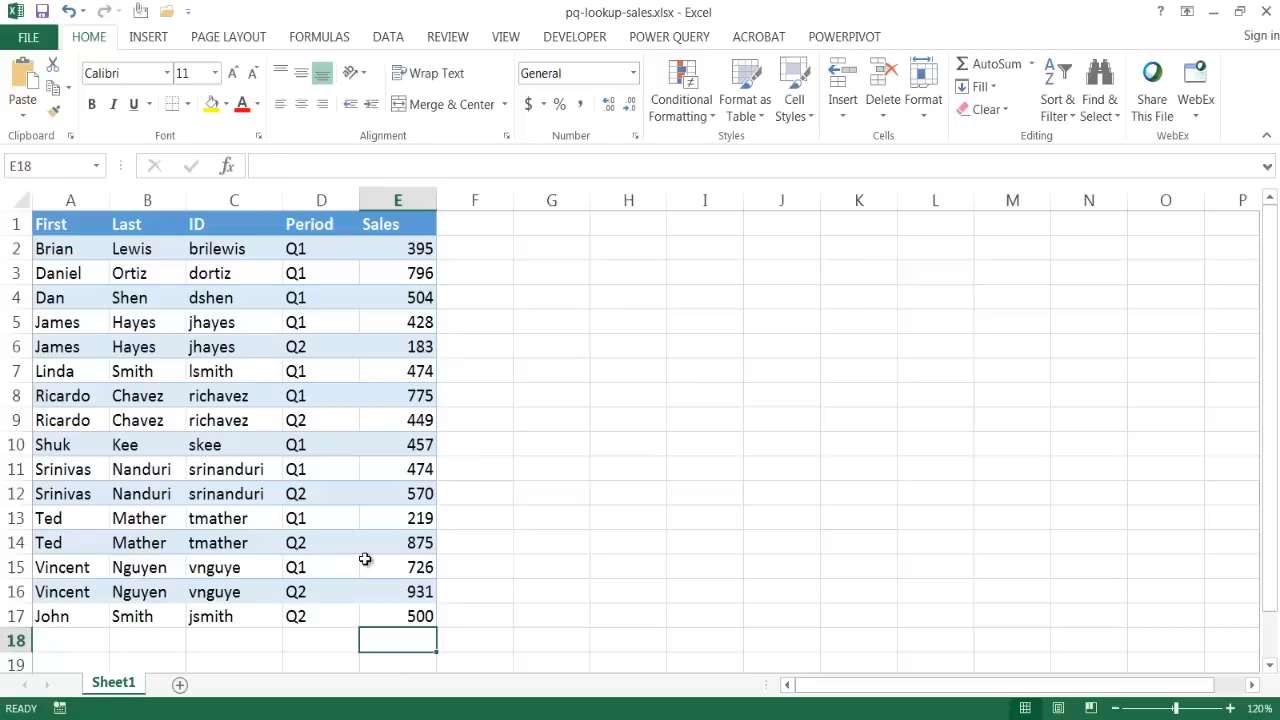 pq-lookup-sales.xlsx - Excel
?
Sign in
FILE HOME INSERT PAGE LAYOUT FORMULAS DATA REVIEW VIEW DEVELOPER POWER QUERY ACROBAT POWERPIVOT
Paste
Clipboard
Calibri 11
B I U
Font
Wrap Text
Merge & Center
Alignment
General
$ % ,
Number
Conditional Formatting
Format as Table
Cell Styles
Styles
Insert Delete Format
Cells
AutoSum
Fill
Clear
Sort & Filter
Find & Select
Editing
Share This File
WebEx
WebEx
E18 fx
A B C D E F G H I J K L M N O P
1 First Last ID Period Sales
2 Brian Lewis brilewis Q1 395
3 Daniel Ortiz dortiz Q1 796
4 Dan Shen dshen Q1 504
5 James Hayes jhayes Q1 428
6 James Hayes jhayes Q2 183
7 Linda Smith lsmith Q1 474
8 Ricardo Chavez richavez Q1 775
9 Ricardo Chavez richavez Q2 449
10 Shuk Kee skee Q1 457
11 Srinivas Nanduri srinanduri Q1 474
12 Srinivas Nanduri srinanduri Q2 570
13 Ted Mather tmather Q1 219
14 Ted Mather tmather Q2 875
15 Vincent Nguyen vnguye Q1 726
16 Vincent Nguyen vnguye Q2 931
17 John Smith jsmith Q2 500
18
19
Sheet1
READY 120%